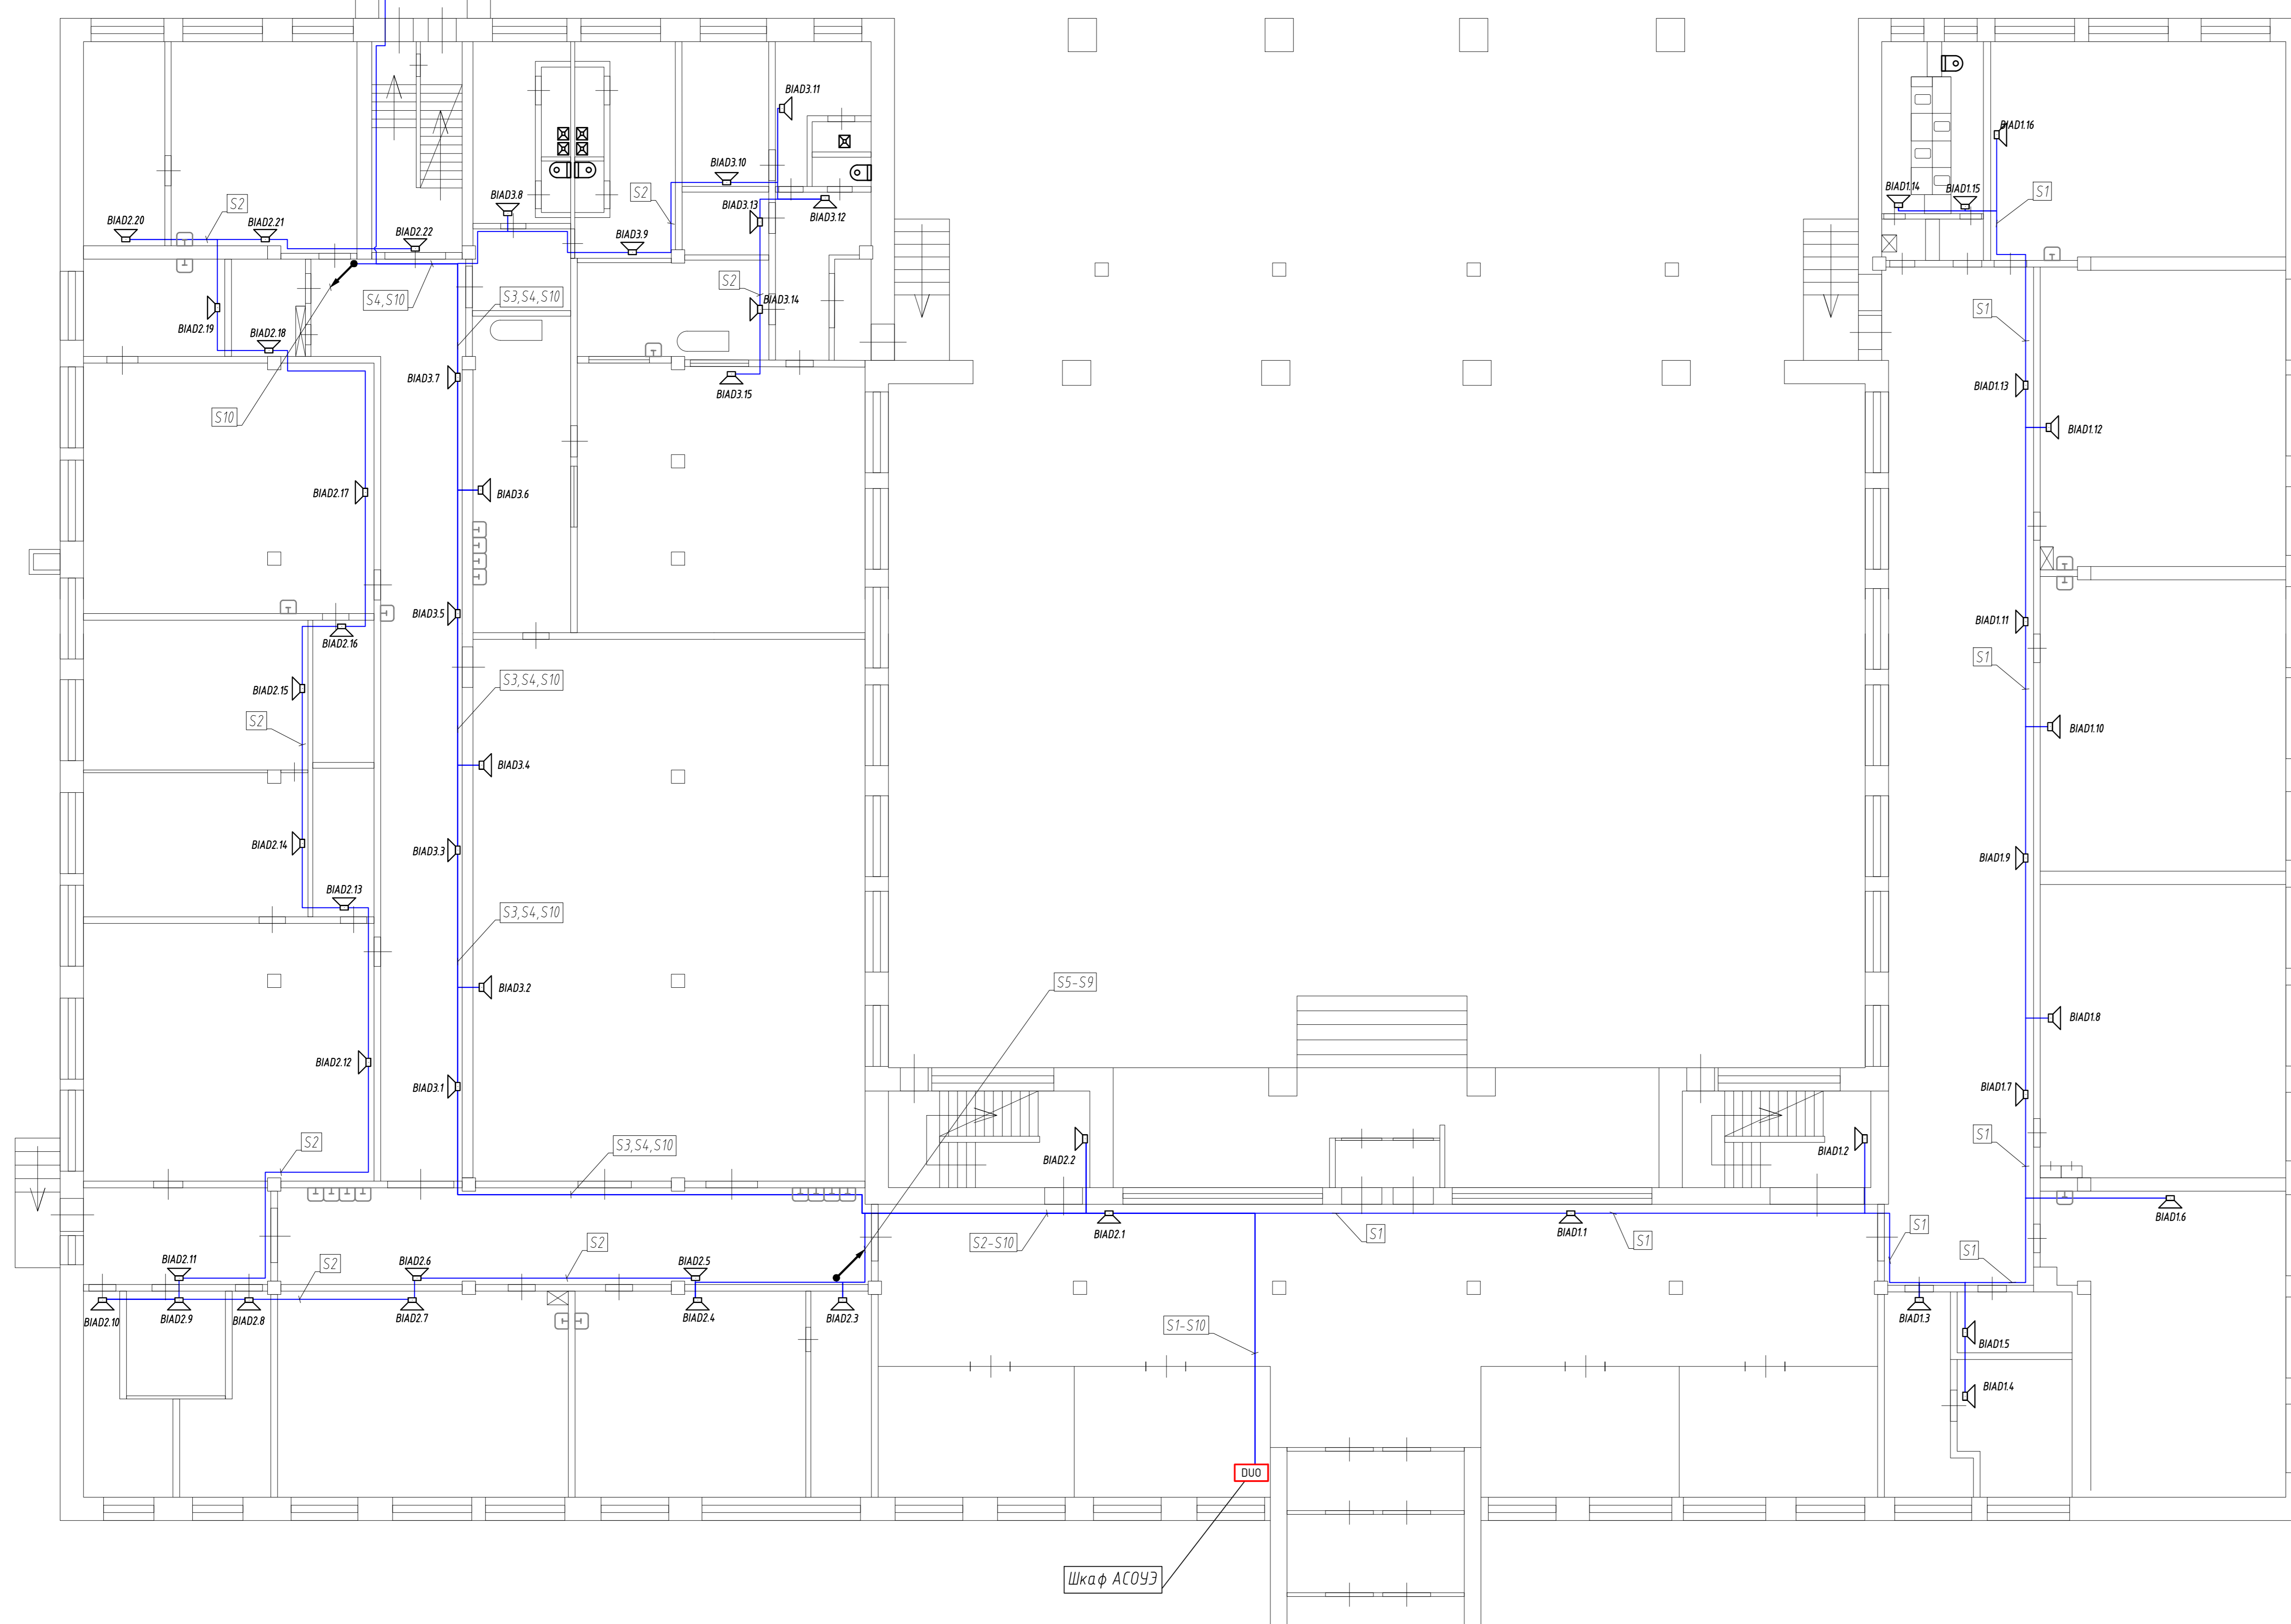 BIAD3.11
BIAD1.16
BIAD3.10
S2
BIAD3.8
S2
BIAD3.13
BIAD3.12
BIAD1.14
BIAD1.15
S1
BIAD2.20
BIAD2.21
BIAD2.22
BIAD3.9
S2
BIAD3.14
S4,S10
S3,S4,S10
BIAD2.19
BIAD2.18
S1
BIAD3.7
BIAD3.15
BIAD1.13
S10
BIAD1.12
BIAD2.17
BIAD3.6
BIAD3.5
BIAD1.11
BIAD2.16
S1
S3,S4,S10
BIAD2.15
S2
BIAD1.10
BIAD3.4
BIAD2.14
BIAD3.3
BIAD1.9
BIAD2.13
S3,S4,S10
S5-S9
BIAD3.2
BIAD1.8
BIAD2.12
BIAD3.1
BIAD1.7
S2
S3,S4,S10
BIAD2.2
BIAD1.2
S1
BIAD1.6
BIAD2.1
BIAD1.1
S2-S10
S1
S1
S1
S2
S1
BIAD2.11
S2
BIAD2.6
BIAD2.5
BIAD2.10
BIAD2.9
BIAD2.8
BIAD2.7
BIAD2.4
BIAD2.3
BIAD1.3
S1-S10
BIAD1.5
BIAD1.4
DUO
Шкаф АСОУЭ